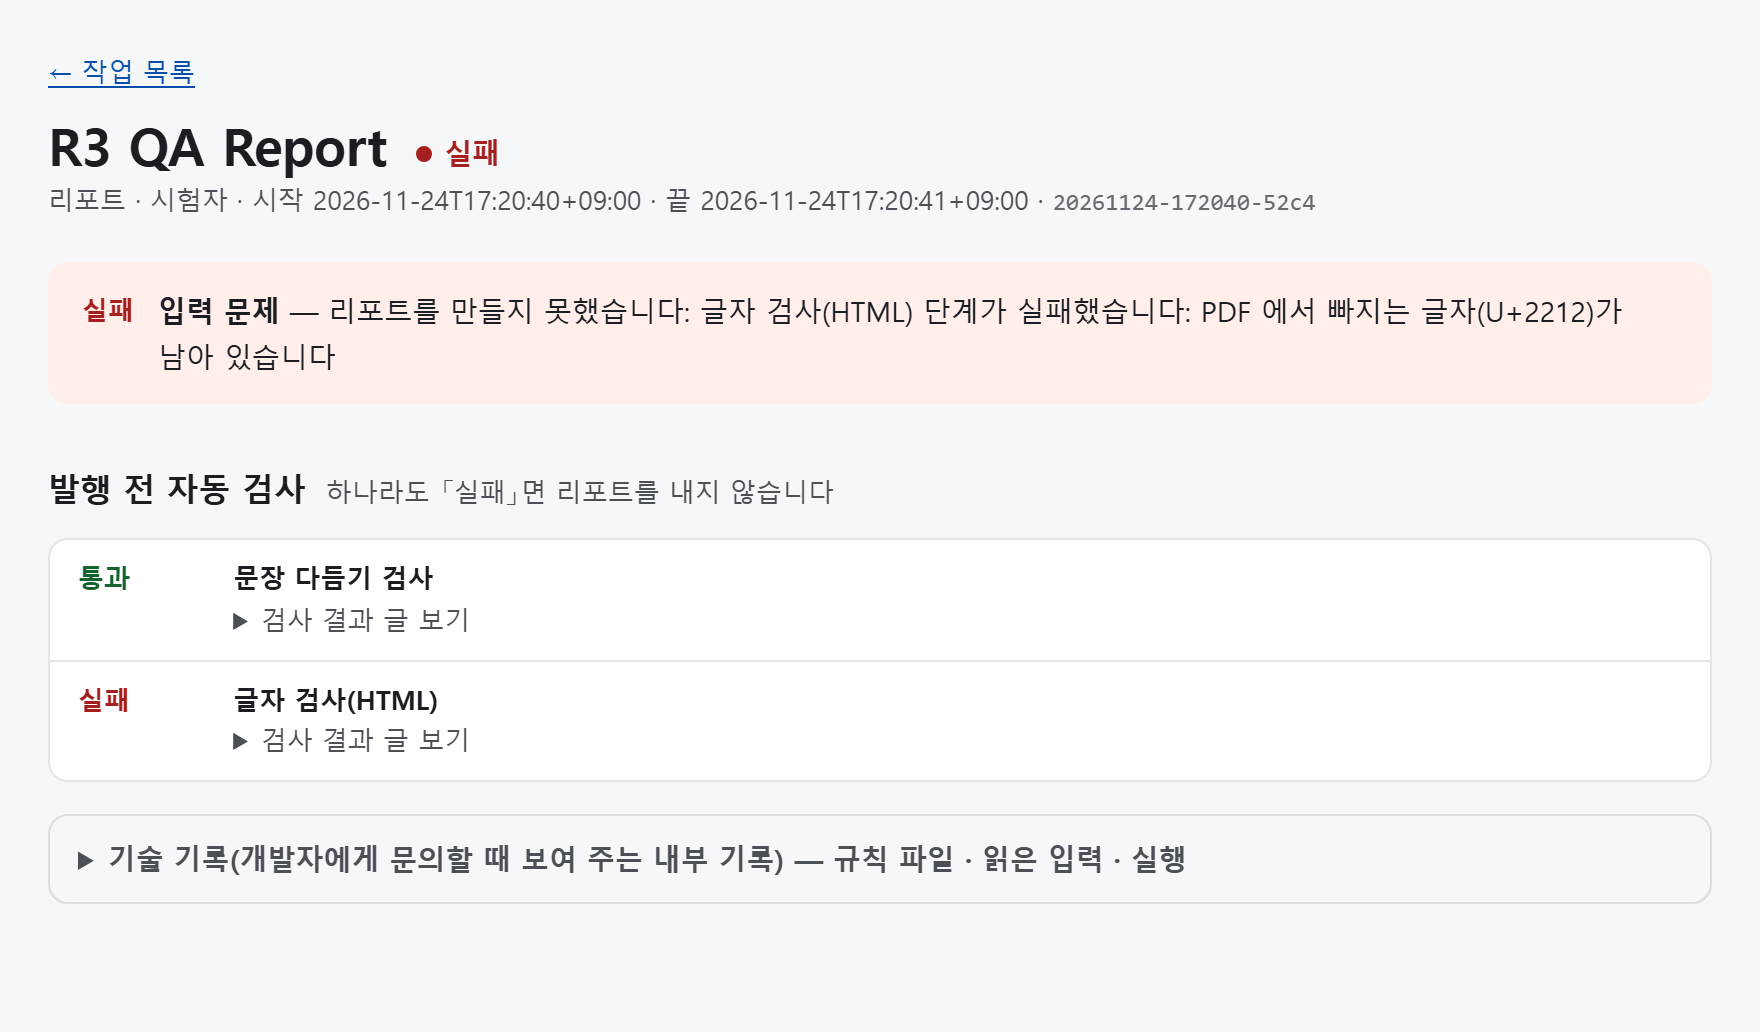 ← 작업 목록
R3 QA Report ● 실패
리포트 · 시험자 · 시작 2026-11-24T17:20:40+09:00 · 끝 2026-11-24T17:20:41+09:00 · 20261124-172040-52c4
실패 입력 문제 — 리포트를 만들지 못했습니다: 글자 검사(HTML) 단계가 실패했습니다: PDF 에서 빠지는 글자(U+2212)가
남아 있습니다
발행 전 자동 검사 하나라도 「실패」면 리포트를 내지 않습니다
통과 문장 다듬기 검사
▶ 검사 결과 글 보기
실패 글자 검사(HTML)
▶ 검사 결과 글 보기
▶ 기술 기록(개발자에게 문의할 때 보여 주는 내부 기록) — 규칙 파일 · 읽은 입력 · 실행